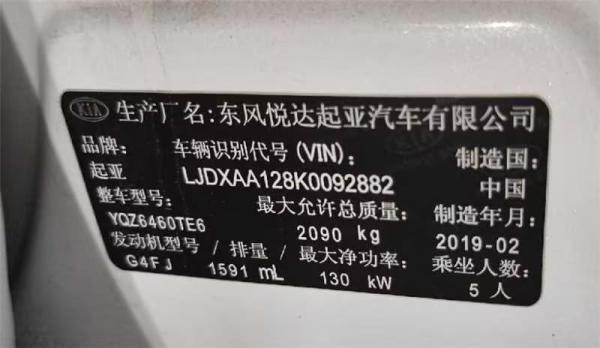 KIA 生产厂名:东风悦达起亚汽车有限公司
品牌: 车辆识别代号(VIN): 制造国:
起亚 LJDXAA128K0092882 中国
整车型号: 最大允许总质量: 制造年月:
YQZ6460TE6 2090 kg 2019-02
发动机型号/排量/最大净功率: 乘坐人数:
G4FJ 1591 mL 130 kW 5人